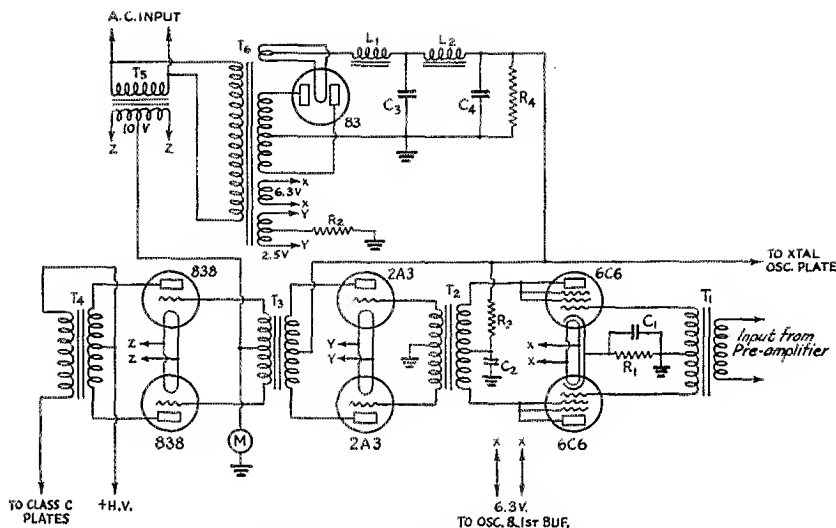 A.C. INPUT
T5
10 V
Z
Z
T6
L1
L2
83
C3
C4
R4
6.3V
X
X
Y
Y
2.5V
R2
838
2A3
6C6
TO XTAL
OSC. PLATE
T4
T3
T2
T1
Z
Z
Y
Y
X
X
R3
C2
C1
R1
Input from
Pre-amplifier
838
M
2A3
6C6
X
X
TO CLASS C
PLATES
+H.V.
6.3V.
TO OSC. & 1ST BUF.